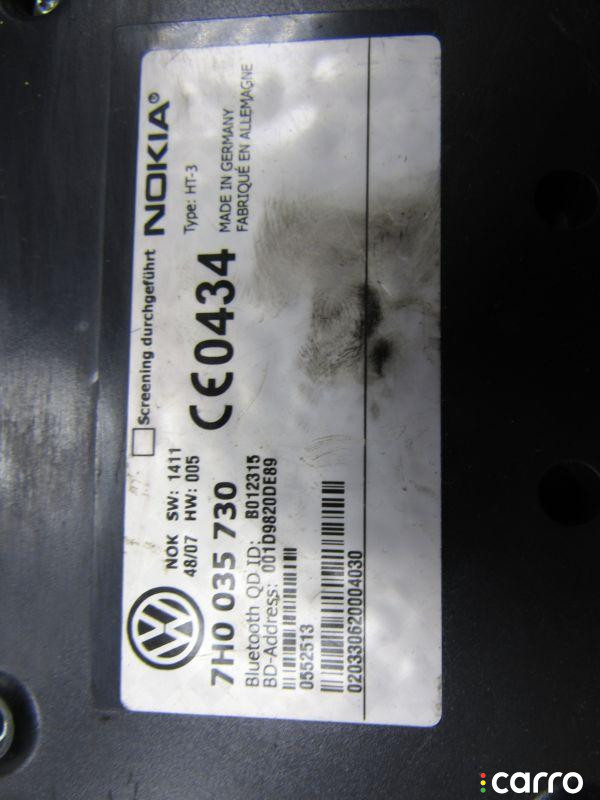 Screening durchgeführt
NOKIA®
NOK SW: 1411
48/07 HW: 005
Type: HT-3
7H0 035 730
CE0434
MADE IN GERMANY
FABRIQUÉ EN ALLEMAGNE
Bluetooth QD ID: B012315
BD-Address: 001D9820DE89
0552513
020330620004030
carro